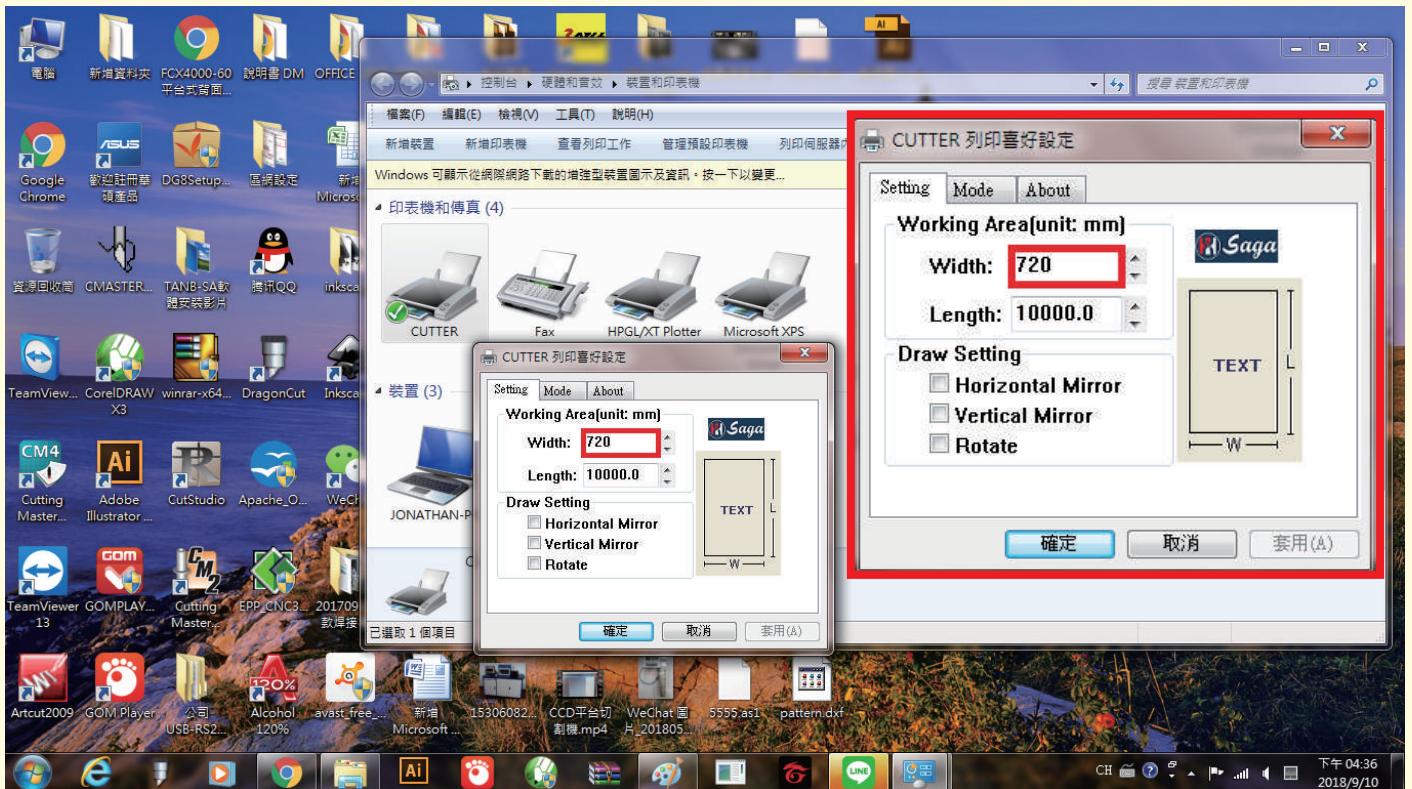 電腦
新增資料夾
FCX4000-60
平台式背面...
說明書 DM
OFFICE
Google
Chrome
歡迎註冊華
碩產品
DG8Setup...
區網設定
新增
Microso
資源回收筒
CMASTER...
TANB-SA軟
體安裝影片
騰訊QQ
inksca
TeamView...
CorelDRAW
X3
winrar-x64...
DragonCut
Inksca
Cutting
Master...
Adobe
Illustrator ...
CutStudio
Apache_O...
WeCh
TeamViewer
13
GOMPLAY...
Cutting
Master...
EPP_CNC3...
201709
Artcut2009
GOM Player
公司
USB-RS2...
Alcohol
120%
avast_free_...
新增
Microsoft ...
15306082...
CCD平台切
割機.mp4
WeChat 圖
片_201805...
5555.as1
pattern.dxf
控制台 ▸ 硬體和音效 ▸ 裝置和印表機
搜尋 裝置和印表機
檔案(F) 編輯(E) 檢視(V) 工具(T) 說明(H)
新增裝置 新增印表機 查看列印工作 管理預設印表機 列印伺服器內
Windows 可顯示從網際網路下載的增強型裝置圖示及資訊。按一下以變更...
印表機和傳真 (4)
CUTTER
Fax
HPGL/XT Plotter
Microsoft XPS
裝置 (3)
JONATHAN-P
已選取 1 個項目
CUTTER 列印喜好設定
Setting Mode About
Working Area(unit: mm)
Width: 720
Length: 10000.0
Draw Setting
Horizontal Mirror
Vertical Mirror
Rotate
Saga
TEXT
L
W
確定 取消 套用(A)
CUTTER 列印喜好設定
Setting Mode About
Working Area(unit: mm)
Width: 720
Length: 10000.0
Draw Setting
Horizontal Mirror
Vertical Mirror
Rotate
Saga
TEXT
L
W
確定 取消 套用(A)
CH
下午 04:36
2018/9/10